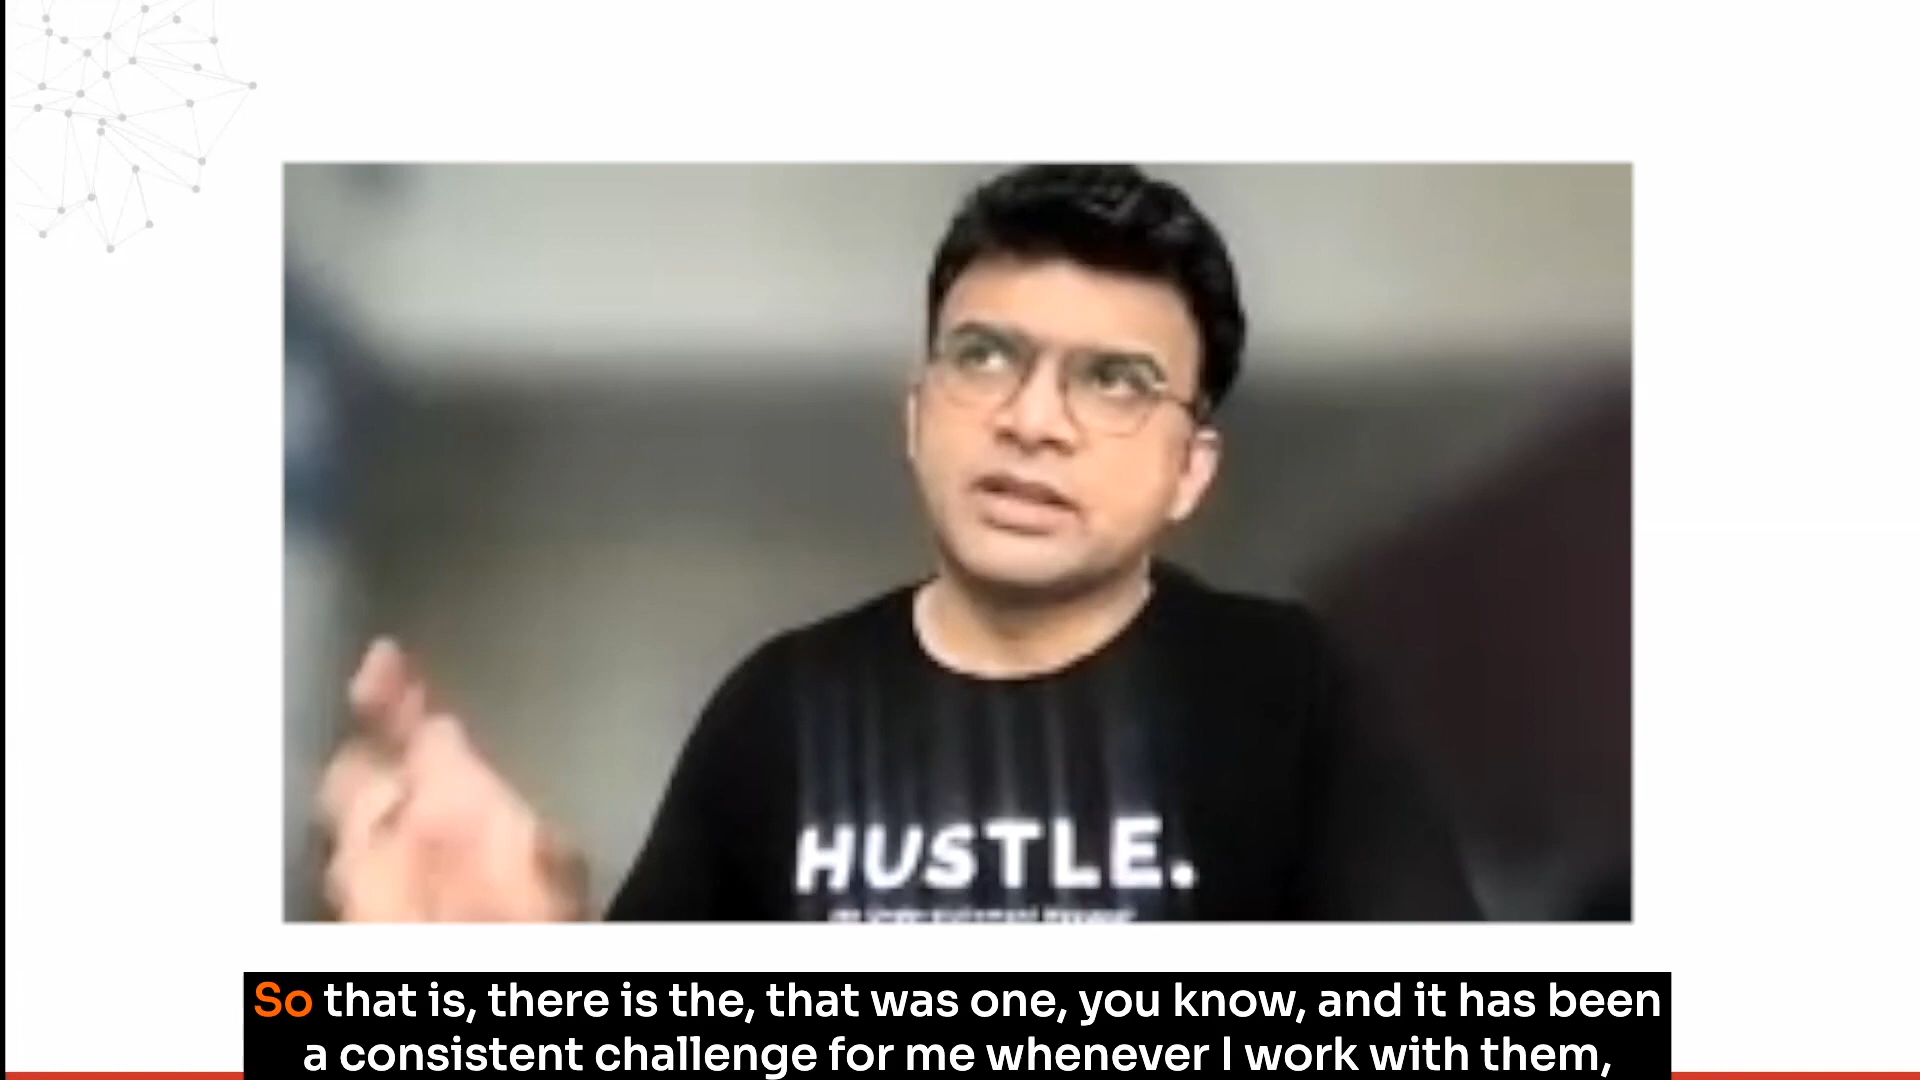 HUSTLE.
So that is, there is the, that was one, you know, and it has been
a consistent challenge for me whenever I work with them,